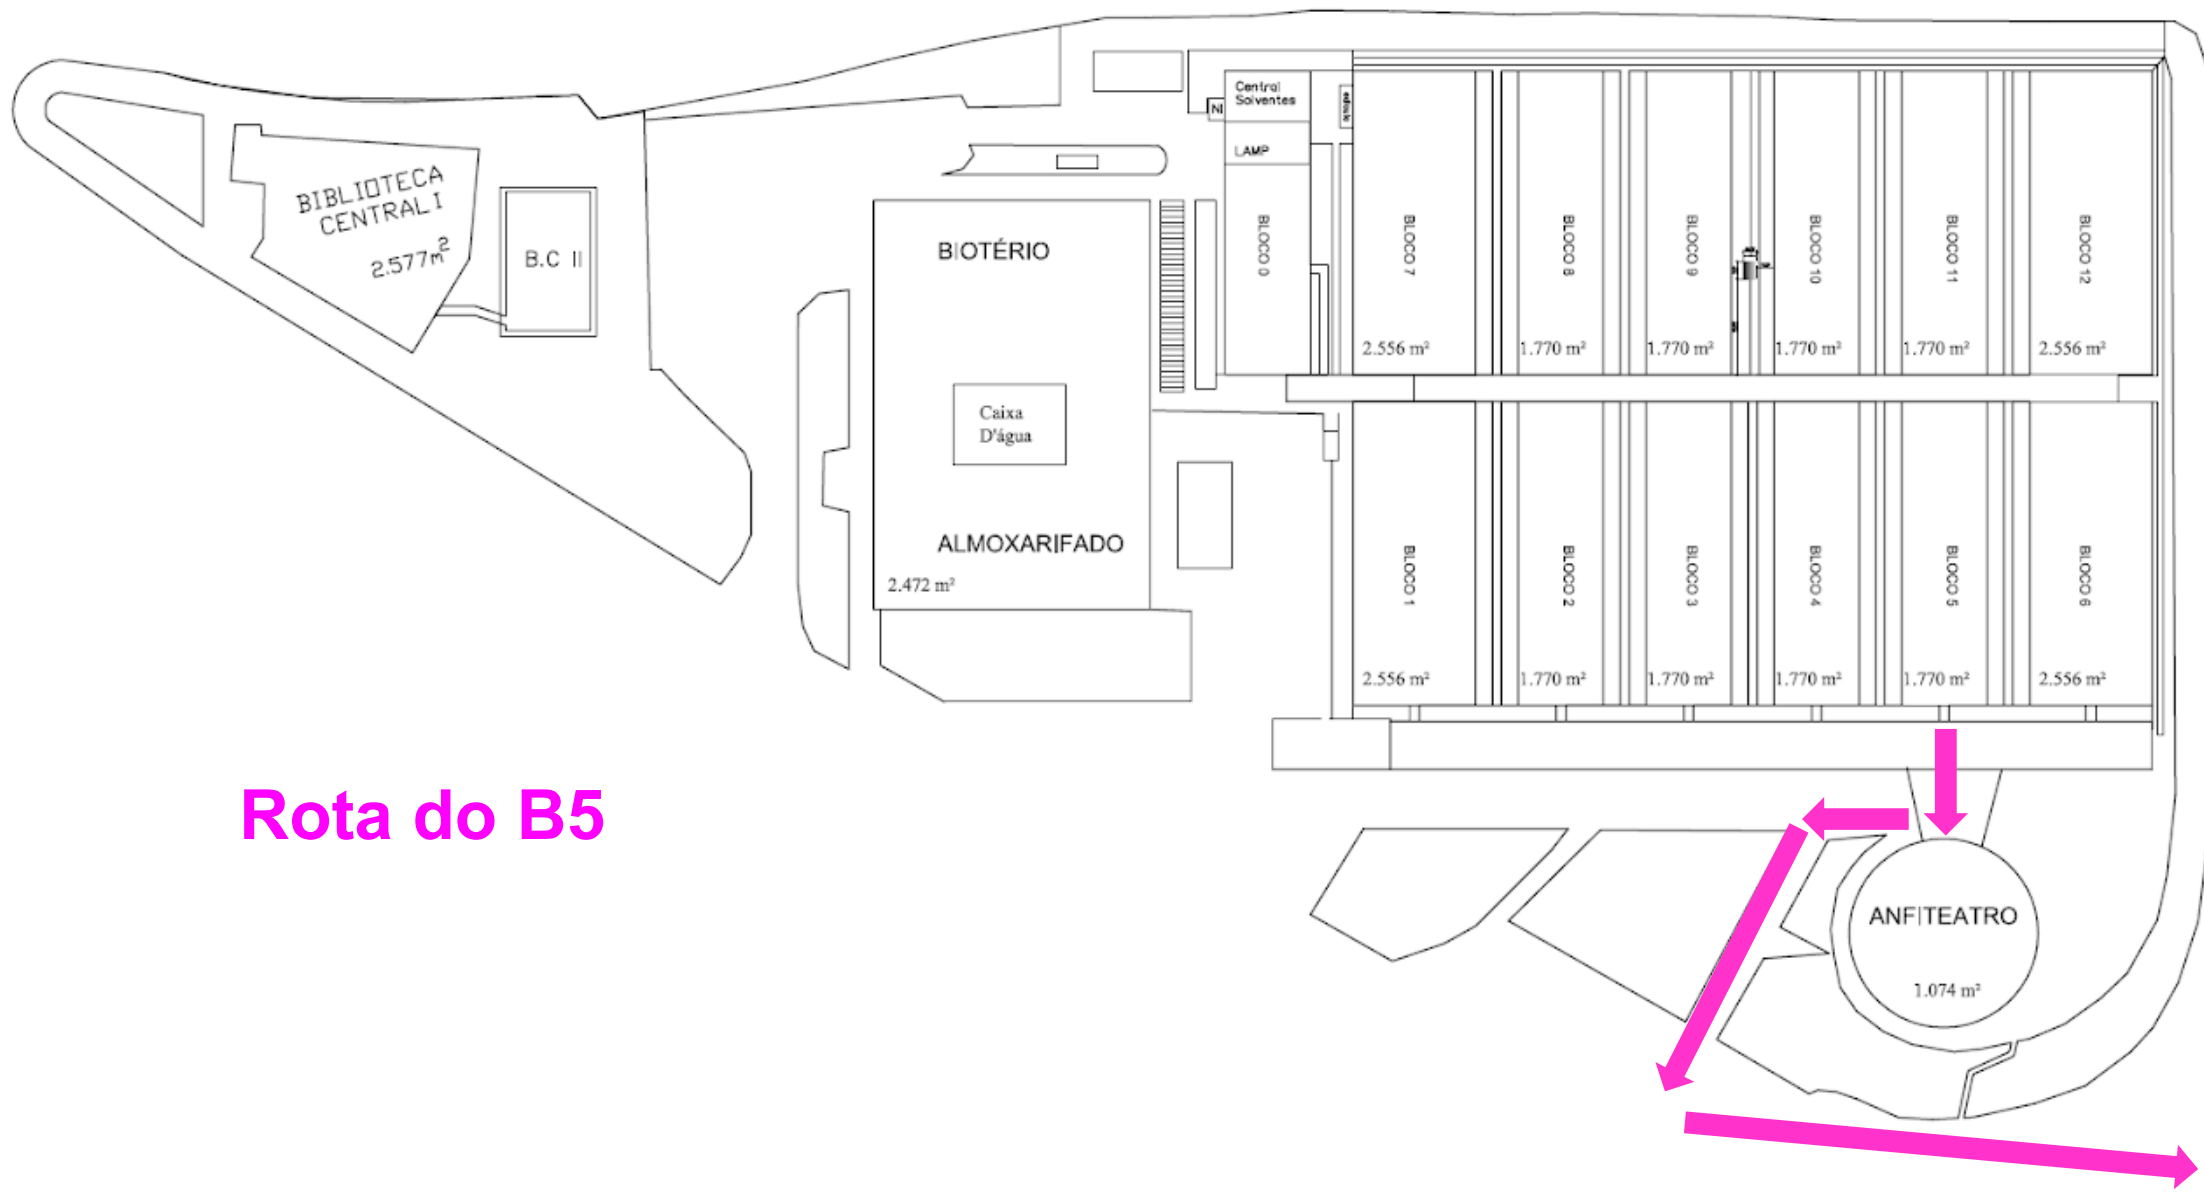 Central
Solventes
NI
LAMP
BIBLIOTECA
CENTRAL I
2.577m²
B.C II
BIOTÉRIO
BLOCO 0
BLOCO 7
BLOCO 8
BLOCO 9
BLOCO 10
BLOCO 11
BLOCO 12
2.556 m²
1.770 m²
1.770 m²
1.770 m²
1.770 m²
2.556 m²
Caixa
D'água
ALMOXARIFADO
2.472 m²
BLOCO 1
BLOCO 2
BLOCO 3
BLOCO 4
BLOCO 5
BLOCO 6
2.556 m²
1.770 m²
1.770 m²
1.770 m²
1.770 m²
2.556 m²
Rota do B5
ANFITEATRO
1.074 m²